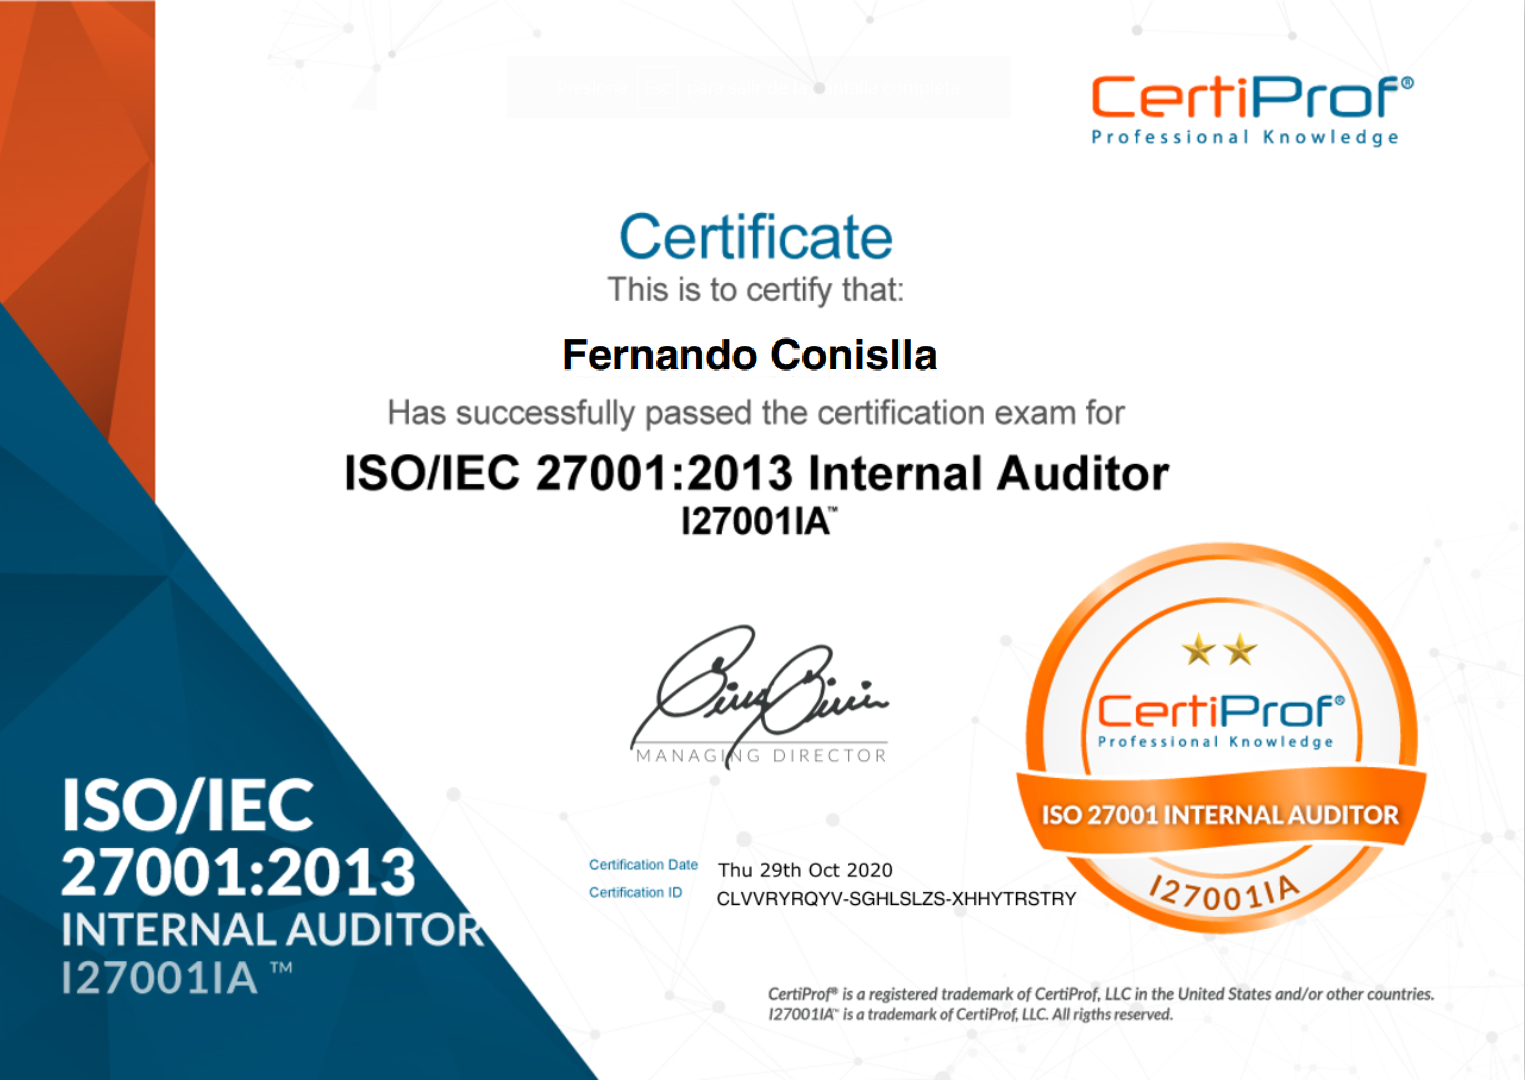 CertiProf®
Professional Knowledge
Certificate
This is to certify that:
Fernando Conislla
Has successfully passed the certification exam for
ISO/IEC 27001:2013 Internal Auditor
I27001IA™
MANAGING DIRECTOR
CertiProf®
Professional Knowledge
ISO 27001 INTERNAL AUDITOR
I27001IA
ISO/IEC
27001:2013
INTERNAL AUDITOR
I27001IA ™
Certification Date Thu 29th Oct 2020
Certification ID CLVVRYRQYV-SGHLSLZS-XHHYTRSTRY
CertiProf® is a registered trademark of CertiProf, LLC in the United States and/or other countries.
I27001IA™ is a trademark of CertiProf, LLC. All rigths reserved.